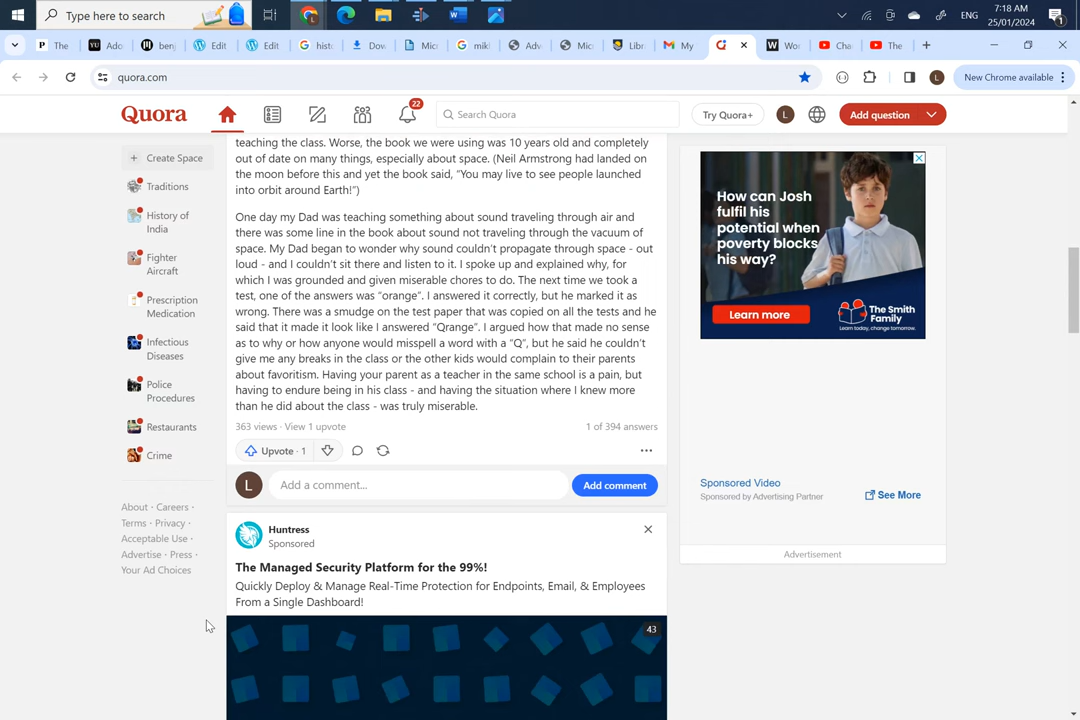 Type here to search
ENG
7:18 AM
25/01/2024
1
The
Ado
benj
Edit
Edit
histo
Dow
Micr
mikl
Adv
Mic
Libr
My
Wor
Cha
The
quora.com
L
New Chrome available
Quora
22
Search Quora
Try Quora+
L
Add question
Create Space
Traditions
History of
India
Fighter
Aircraft
Prescription
Medication
Infectious
Diseases
Police
Procedures
Restaurants
Crime
About · Careers ·
Terms · Privacy ·
Acceptable Use ·
Advertise · Press ·
Your Ad Choices
teaching the class. Worse, the book we were using was 10 years old and completely
out of date on many things, especially about space. (Neil Armstrong had landed on
the moon before this and yet the book said, “You may live to see people launched
into orbit around Earth!”)
One day my Dad was teaching something about sound traveling through air and
there was some line in the book about sound not traveling through the vacuum of
space. My Dad began to wonder why sound couldn’t propagate through space - out
loud - and I couldn’t sit there and listen to it. I spoke up and explained why, for
which I was grounded and given miserable chores to do. The next time we took a
test, one of the answers was “orange”. I answered it correctly, but he marked it as
wrong. There was a smudge on the test paper that was copied on all the tests and he
said that it made it look like I answered “Qrange”. I argued how that made no sense
as to why or how anyone would misspell a word with a “Q”, but he said he couldn’t
give me any breaks in the class or the other kids would complain to their parents
about favoritism. Having your parent as a teacher in the same school is a pain, but
having to endure being in his class - and having the situation where I knew more
than he did about the class - was truly miserable.
363 views · View 1 upvote
1 of 394 answers
Upvote · 1
L
Add a comment...
Add comment
Huntress
Sponsored
The Managed Security Platform for the 99%!
Quickly Deploy & Manage Real-Time Protection for Endpoints, Email, & Employees
From a Single Dashboard!
43
How can Josh
fulfil his
potential when
poverty blocks
his way?
Learn more
The Smith
Family
Learn today, change tomorrow.
Sponsored Video
Sponsored by Advertising Partner
See More
Advertisement